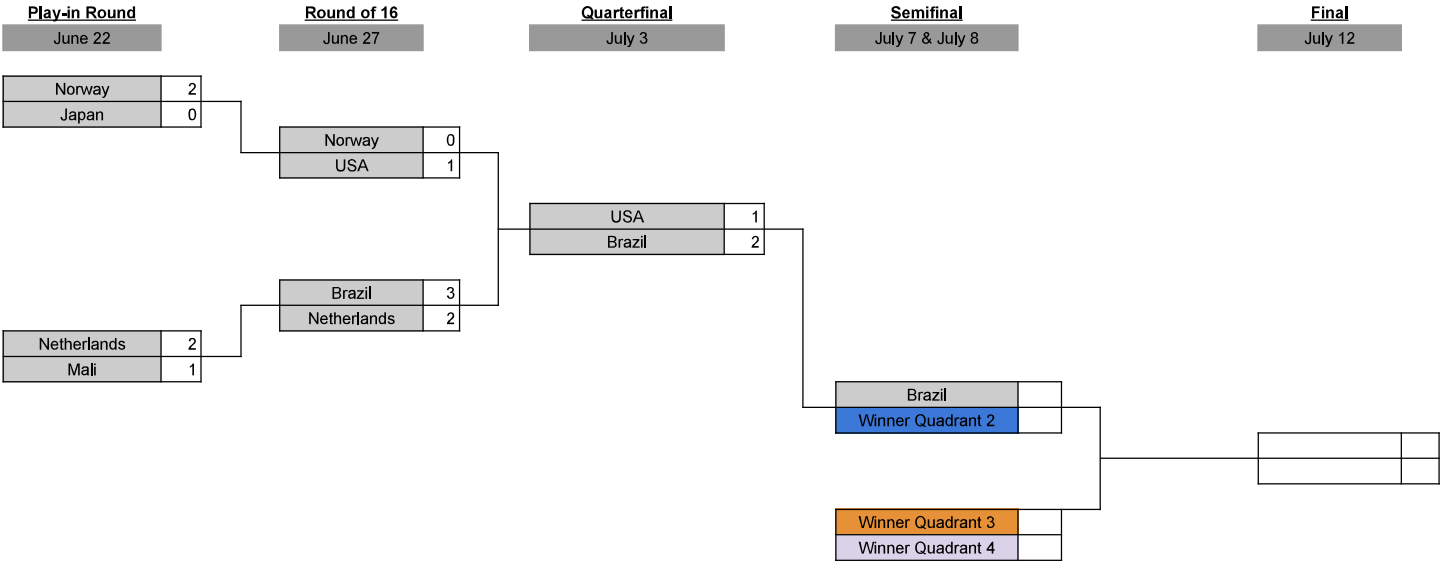 Play-in Round Round of 16 Quarterfinal Semifinal Final
June 22 June 27 July 3 July 7 & July 8 July 12
Norway 2
Japan 0
Norway 0
USA 1
USA 1
Brazil 2
Brazil 3
Netherlands 2
Netherlands 2
Mali 1
Brazil
Winner Quadrant 2
Winner Quadrant 3
Winner Quadrant 4